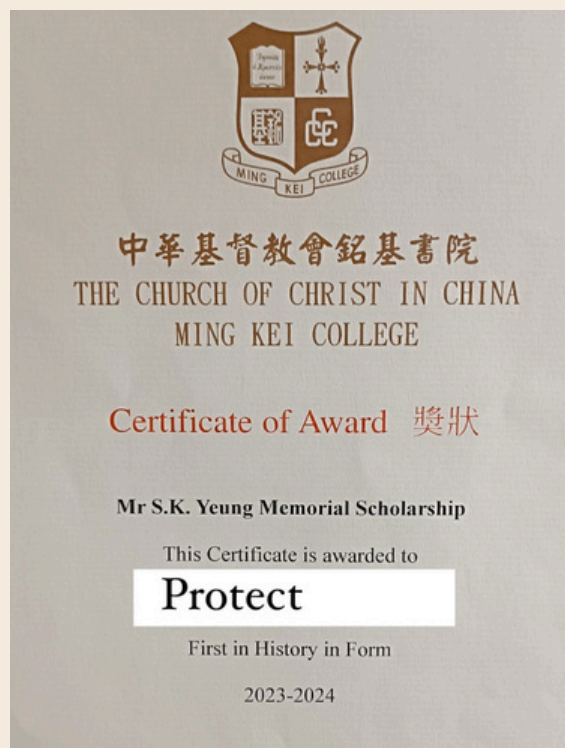 MING KEI COLLEGE
中華基督教會銘基書院
THE CHURCH OF CHRIST IN CHINA
MING KEI COLLEGE
Certificate of Award 獎狀
Mr S.K. Yeung Memorial Scholarship
This Certificate is awarded to
Protect
First in History in Form
2023-2024